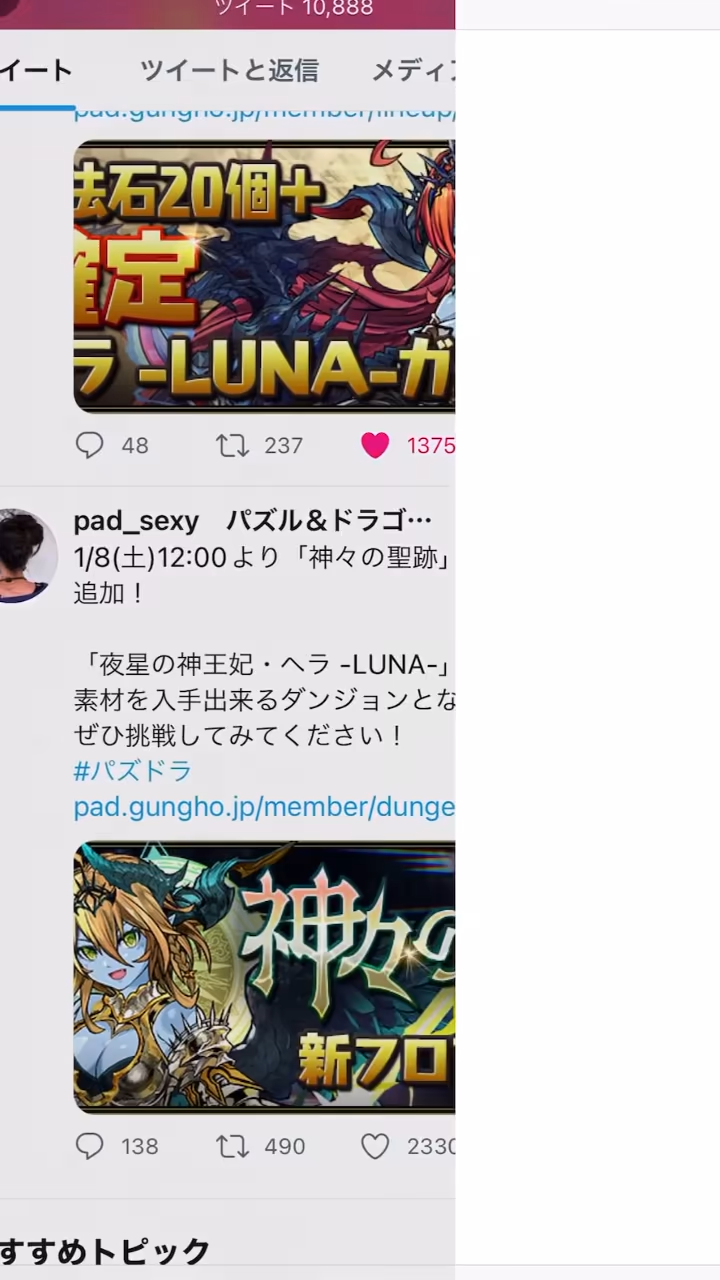 ツイート 10,888
イート ツイートと返信 メディ
pad.gungho.jp/member/lineup/
法石20個+
確定
ラ -LUNA-ガ
48 237 1375
pad_sexy パズル&ドラゴ…
1/8(土)12:00より「神々の聖跡」
追加！
「夜星の神王妃・ヘラ -LUNA-」
素材を入手出来るダンジョンとな
ぜひ挑戦してみてください！
#パズドラ
pad.gungho.jp/member/dunge
神々の
新フロ
138 490 2330
すすめトピック